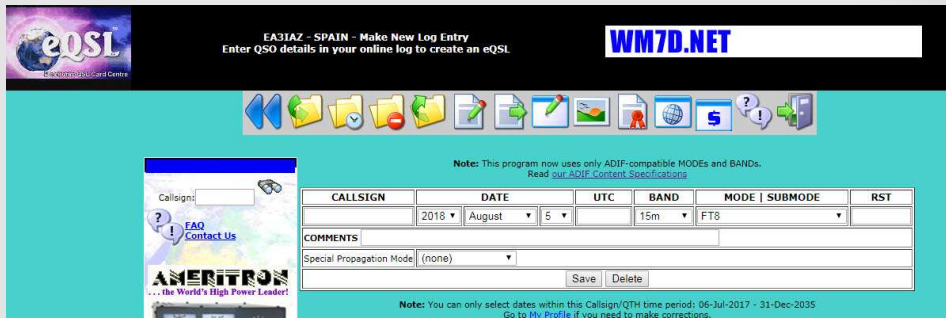 eQSL
Electronic QSL Card Centre
EA3IAZ - SPAIN - Make New Log Entry
Enter QSO details in your online log to create an eQSL
WM7D.NET
Note: This program now uses only ADIF-compatible MODEs and BANDs.
Read our ADIF Content Specifications
Callsign:
FAQ
Contact Us
AMERITRON
... the World's High Power Leader!
CALLSIGN DATE UTC BAND MODE | SUBMODE RST
2018 August 5 15m FT8
COMMENTS
Special Propagation Mode (none)
Save Delete
Note: You can only select dates within this Callsign/QTH time period: 06-Jul-2017 - 31-Dec-2035
Go to My Profile if you need to make corrections.